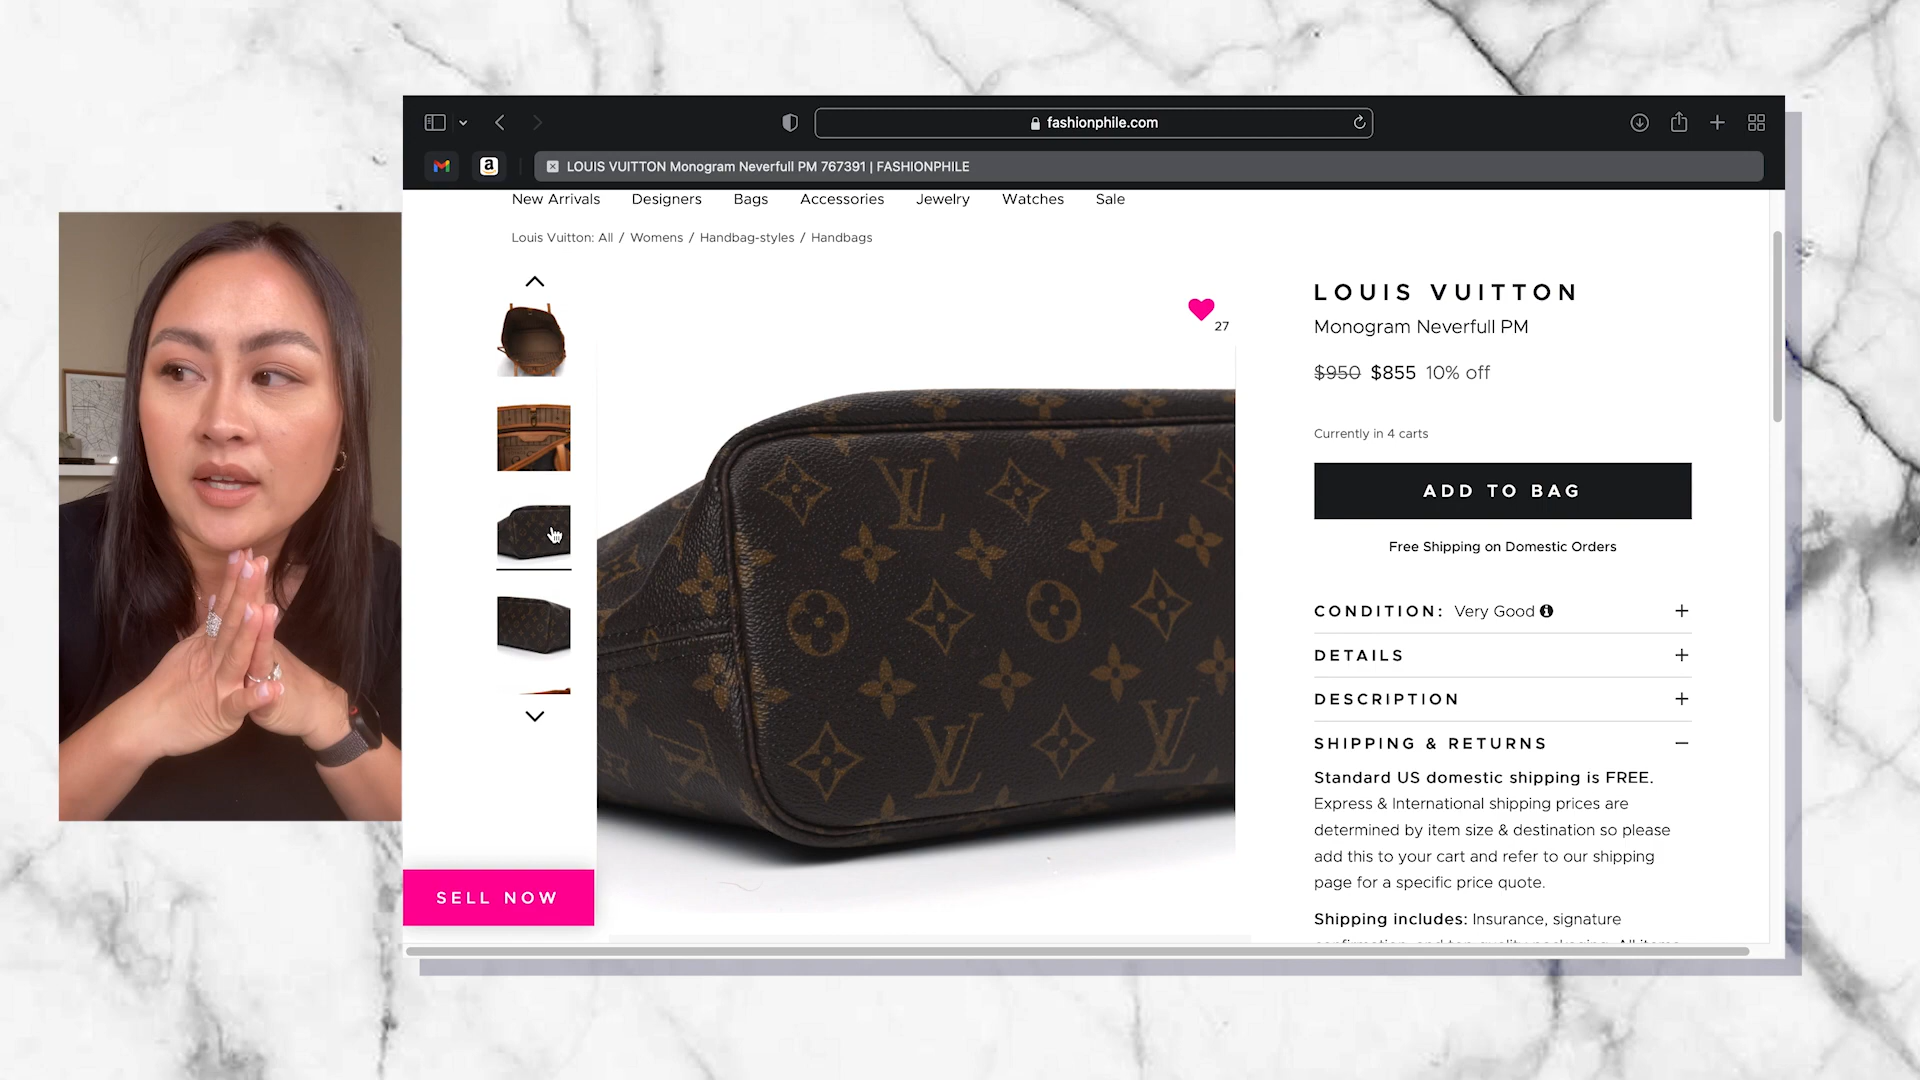 fashionphile.com
a
LOUIS VUITTON Monogram Neverfull PM 767391 | FASHIONPHILE
New Arrivals Designers Bags Accessories Jewelry Watches Sale
Louis Vuitton: All / Womens / Handbag-styles / Handbags
27
LOUIS VUITTON
Monogram Neverfull PM
$950 $855 10% off
Currently in 4 carts
ADD TO BAG
Free Shipping on Domestic Orders
CONDITION: Very Good
DETAILS
DESCRIPTION
SHIPPING & RETURNS
Standard US domestic shipping is FREE.
Express & International shipping prices are
determined by item size & destination so please
add this to your cart and refer to our shipping
page for a specific price quote.
Shipping includes: Insurance, signature
SELL NOW